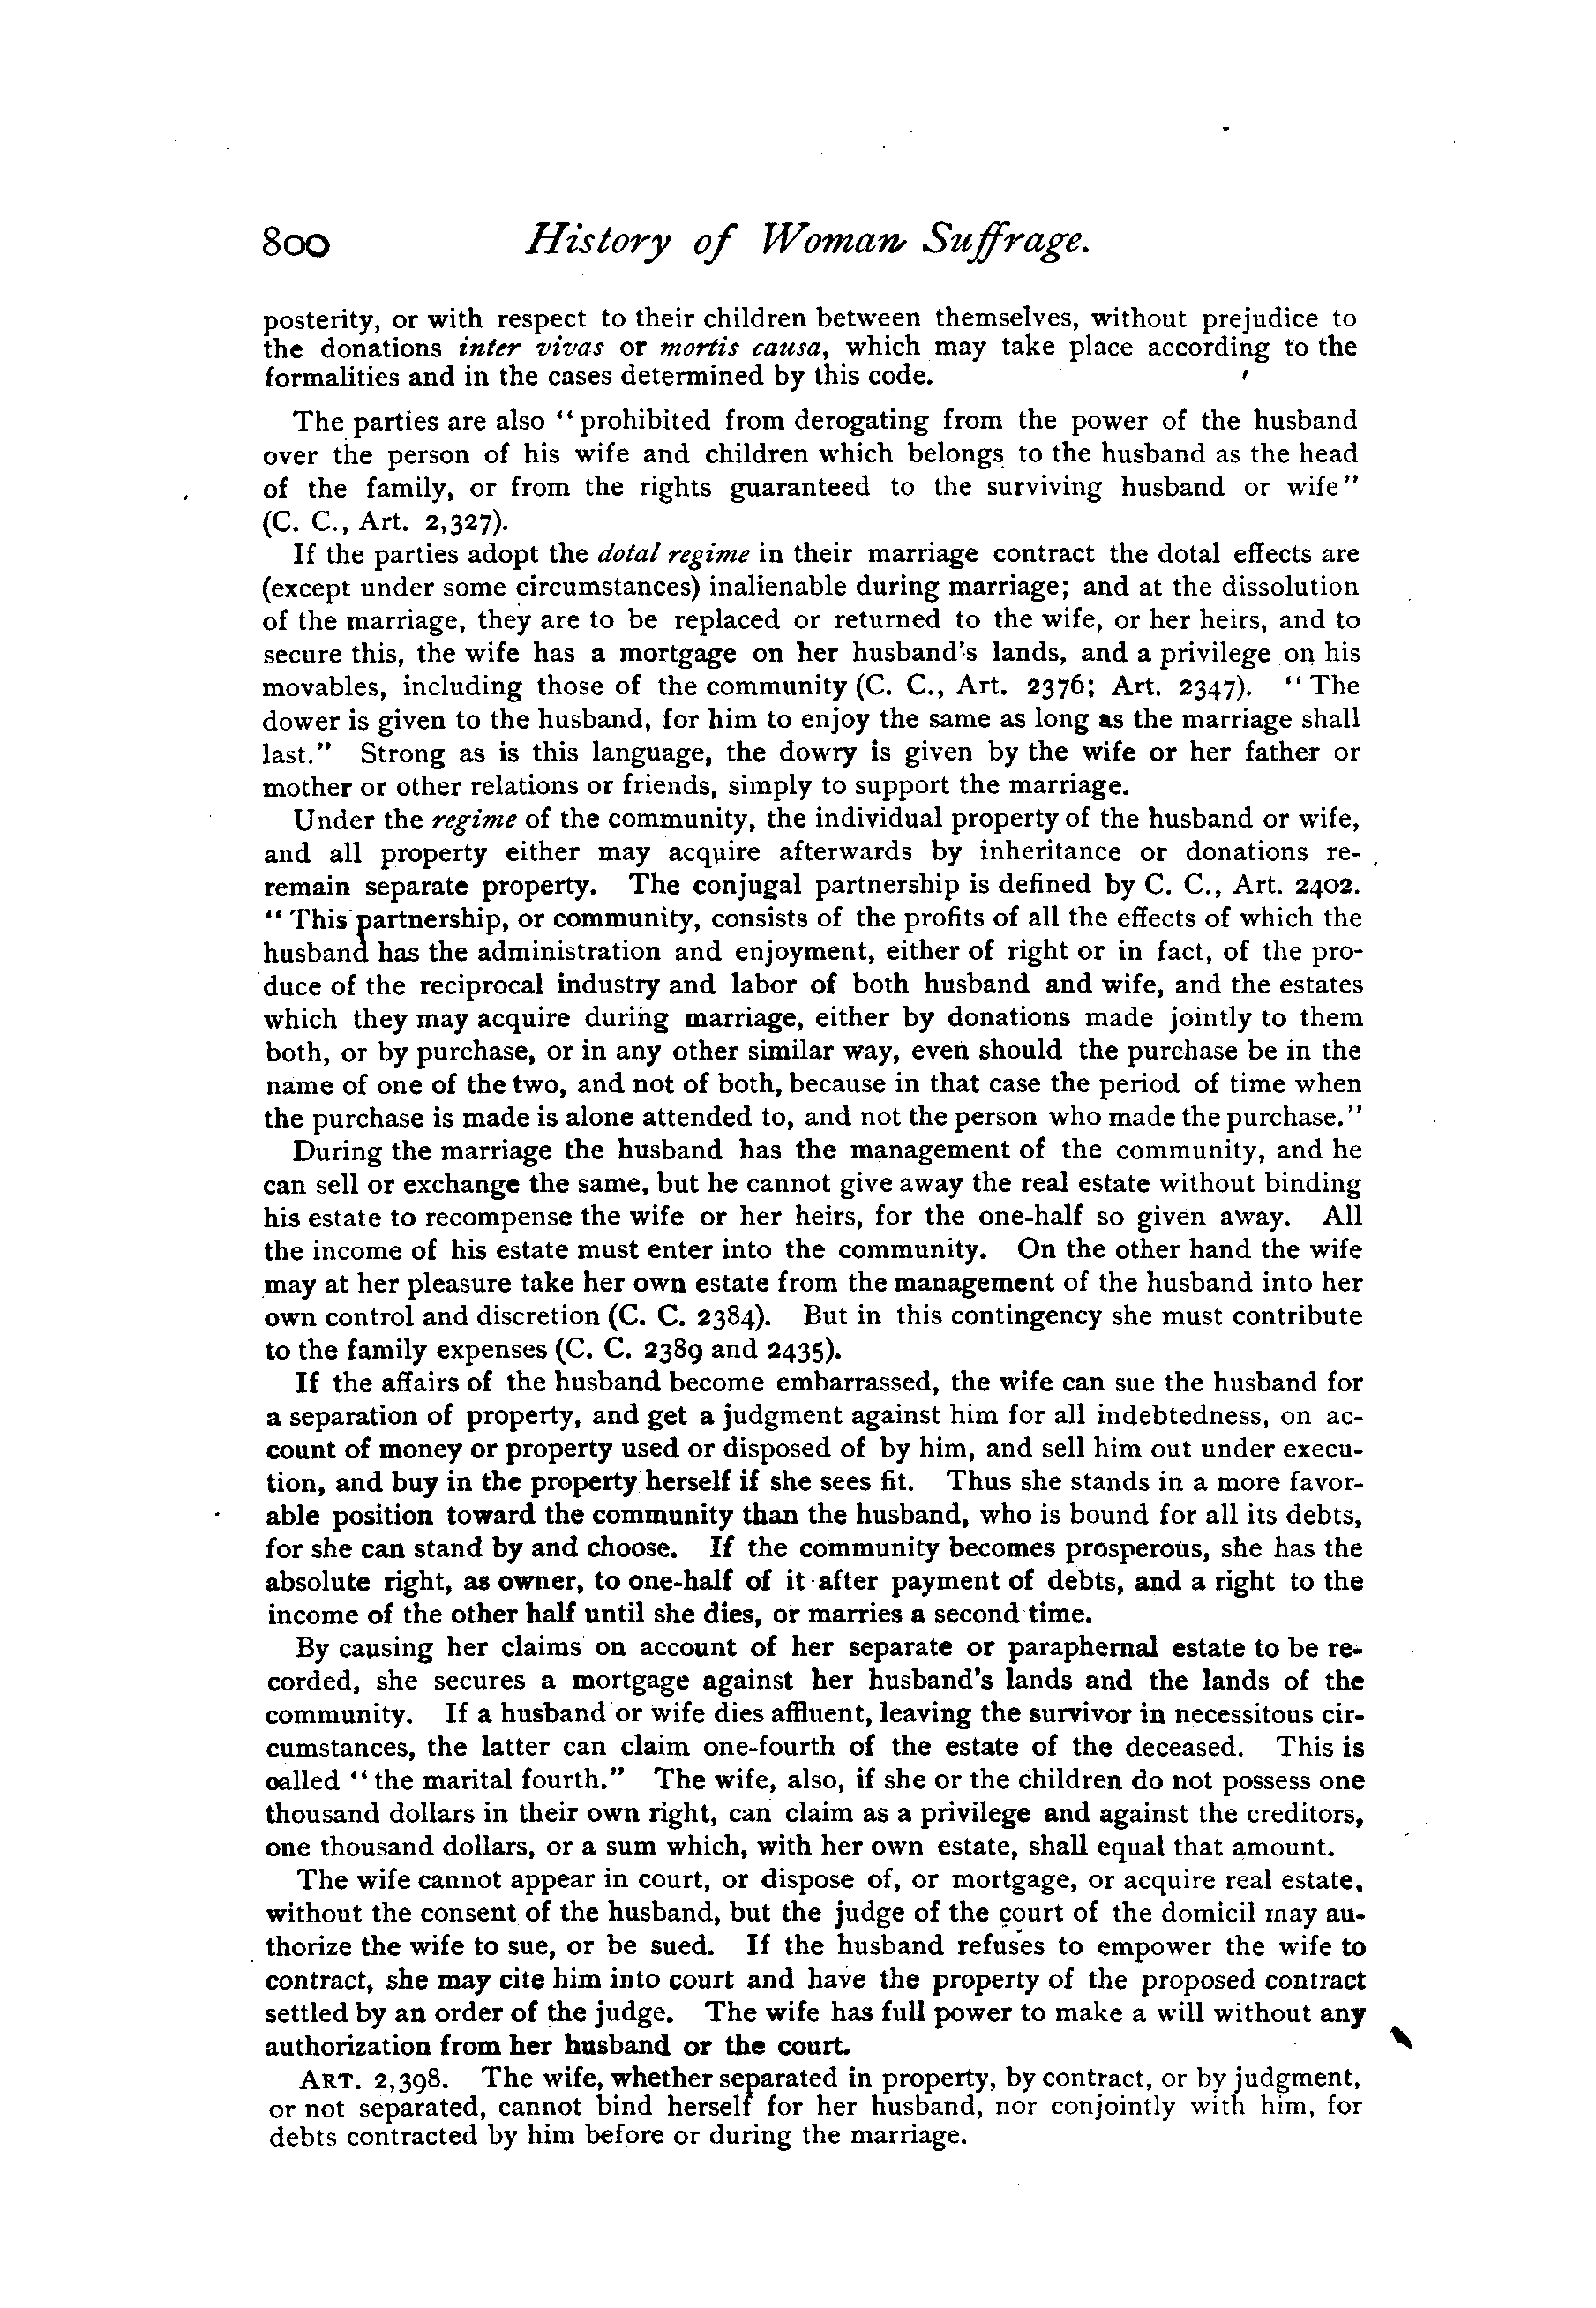 800 History of Woman Suffrage.
posterity, or with respect to their children between themselves, without prejudice to
the donations inter vivas or mortis causa, which may take place according to the
formalities and in the cases determined by this code.
The parties are also "prohibited from derogating from the power of the husband
over the person of his wife and children which belongs to the husband as the head
of the family, or from the rights guaranteed to the surviving husband or wife"
(C. C., Art. 2,327).
If the parties adopt the dotal regime in their marriage contract the dotal effects are
(except under some circumstances) inalienable during marriage; and at the dissolution
of the marriage, they are to be replaced or returned to the wife, or her heirs, and to
secure this, the wife has a mortgage on her husband's lands, and a privilege on his
movables, including those of the community (C. C., Art. 2376; Art. 2347). "The
dower is given to the husband, for him to enjoy the same as long as the marriage shall
last." Strong as is this language, the dowry is given by the wife or her father or
mother or other relations or friends, simply to support the marriage.
Under the regime of the community, the individual property of the husband or wife,
and all property either may acquire afterwards by inheritance or donations re-
remain separate property. The conjugal partnership is defined by C. C., Art. 2402.
"This partnership, or community, consists of the profits of all the effects of which the
husband has the administration and enjoyment, either of right or in fact, of the pro-
duce of the reciprocal industry and labor of both husband and wife, and the estates
which they may acquire during marriage, either by donations made jointly to them
both, or by purchase, or in any other similar way, even should the purchase be in the
name of one of the two, and not of both, because in that case the period of time when
the purchase is made is alone attended to, and not the person who made the purchase."
During the marriage the husband has the management of the community, and he
can sell or exchange the same, but he cannot give away the real estate without binding
his estate to recompense the wife or her heirs, for the one-half so given away. All
the income of his estate must enter into the community. On the other hand the wife
may at her pleasure take her own estate from the management of the husband into her
own control and discretion (C. C. 2384). But in this contingency she must contribute
to the family expenses (C. C. 2389 and 2435).
If the affairs of the husband become embarrassed, the wife can sue the husband for
a separation of property, and get a judgment against him for all indebtedness, on ac-
count of money or property used or disposed of by him, and sell him out under execu-
tion, and buy in the property herself if she sees fit. Thus she stands in a more favor-
able position toward the community than the husband, who is bound for all its debts,
for she can stand by and choose. If the community becomes prosperous, she has the
absolute right, as owner, to one-half of it after payment of debts, and a right to the
income of the other half until she dies, or marries a second time.
By causing her claims on account of her separate or paraphernal estate to be re-
corded, she secures a mortgage against her husband's lands and the lands of the
community. If a husband or wife dies affluent, leaving the survivor in necessitous cir-
cumstances, the latter can claim one-fourth of the estate of the deceased. This is
called "the marital fourth." The wife, also, if she or the children do not possess one
thousand dollars in their own right, can claim as a privilege and against the creditors,
one thousand dollars, or a sum which, with her own estate, shall equal that amount.
The wife cannot appear in court, or dispose of, or mortgage, or acquire real estate,
without the consent of the husband, but the judge of the court of the domicil may au-
thorize the wife to sue, or be sued. If the husband refuses to empower the wife to
contract, she may cite him into court and have the property of the proposed contract
settled by an order of the judge. The wife has full power to make a will without any
authorization from her husband or the court.
ART. 2,398. The wife, whether separated in property, by contract, or by judgment,
or not separated, cannot bind herself for her husband, nor conjointly with him, for
debts contracted by him before or during the marriage.